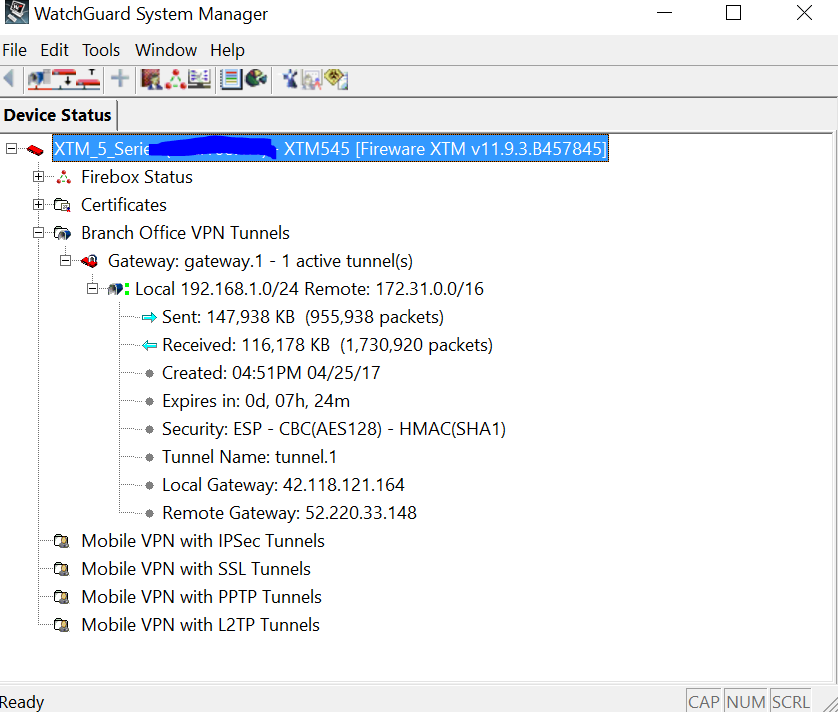 WatchGuard System Manager
File Edit Tools Window Help
Device Status
XTM_5_Serie XTM545 [Fireware XTM v11.9.3.B457845]
Firebox Status
Certificates
Branch Office VPN Tunnels
Gateway: gateway.1 - 1 active tunnel(s)
Local 192.168.1.0/24 Remote: 172.31.0.0/16
Sent: 147,938 KB (955,938 packets)
Received: 116,178 KB (1,730,920 packets)
Created: 04:51PM 04/25/17
Expires in: 0d, 07h, 24m
Security: ESP - CBC(AES128) - HMAC(SHA1)
Tunnel Name: tunnel.1
Local Gateway: 42.118.121.164
Remote Gateway: 52.220.33.148
Mobile VPN with IPSec Tunnels
Mobile VPN with SSL Tunnels
Mobile VPN with PPTP Tunnels
Mobile VPN with L2TP Tunnels
Ready CAP NUM SCRL